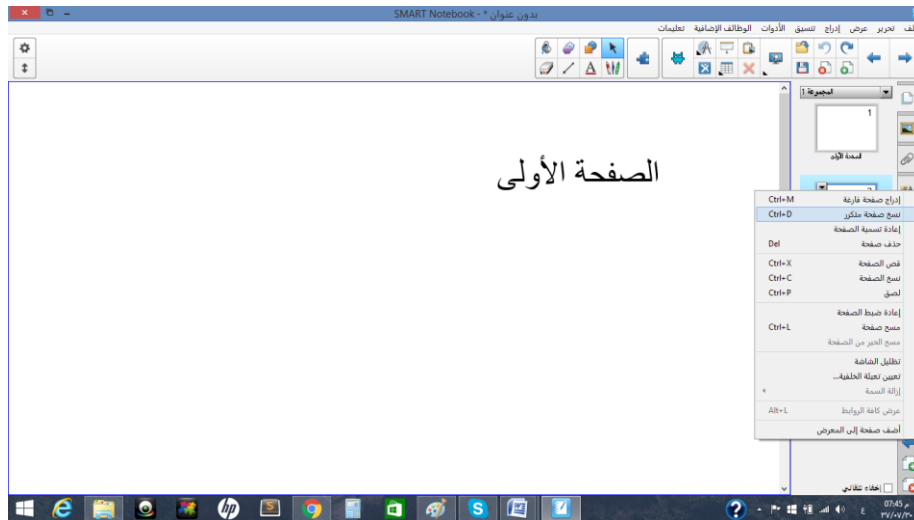 بدون عنوان * - SMART Notebook
تحرير عرض إدراج تنسيق الأدوات الوظائف الإضافية تعليمات
المجموعة 1
1
الصفحة الأولى
الصفحة الأولى
إدراج صفحة فارغة Ctrl+M
نسخ صفحة متكرر Ctrl+D
إعادة تسمية الصفحة
حذف صفحة Del
قص الصفحة Ctrl+X
نسخ الصفحة Ctrl+C
لصق Ctrl+P
إعادة ضبط الصفحة
مسح صفحة Ctrl+L
مسح الحبر من الصفحة
تظليل الشاشة
تعيين تعبئة الخلفية...
إزالة السمة
عرض كافة الروابط Alt+L
أضف صفحة إلى المعرض
إخفاء تلقائي
07:45 م